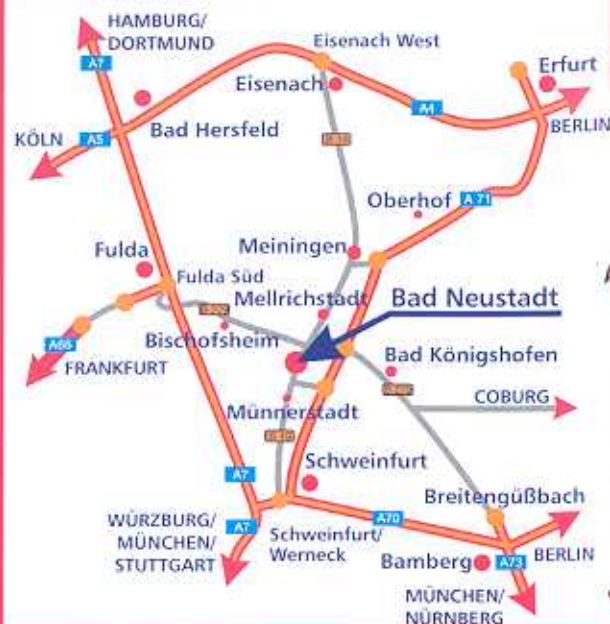 HAMBURG/
DORTMUND
A7
Eisenach West
Eisenach
Erfurt
A4
KÖLN
A5
Bad Hersfeld
BERLIN
B 19
Oberhof
A 71
Fulda
Meiningen
Fulda Süd
Mellrichstadt
Bad Neustadt
A66
Bischofsheim
FRANKFURT
Bad Königshofen
COBURG
Münnerstadt
B 19
Schweinfurt
A7
Breitengüßbach
WÜRZBURG/
MÜNCHEN/
STUTTGART
A7
Schweinfurt/
Werneck
A70
Bamberg
A73
BERLIN
MÜNCHEN/
NÜRNBERG